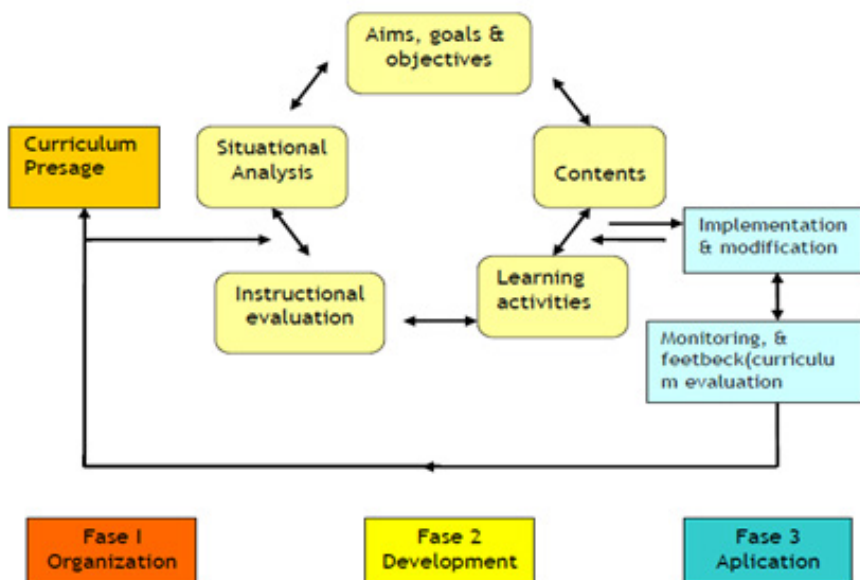 Aims, goals &
objectives
Curriculum
Presage
Situational
Analysis
Contents
Implementation
& modification
Instructional
evaluation
Learning
activities
Monitoring, &
feetbeck(curriculu
m evaluation
Fase I
Organization
Fase 2
Development
Fase 3
Aplication